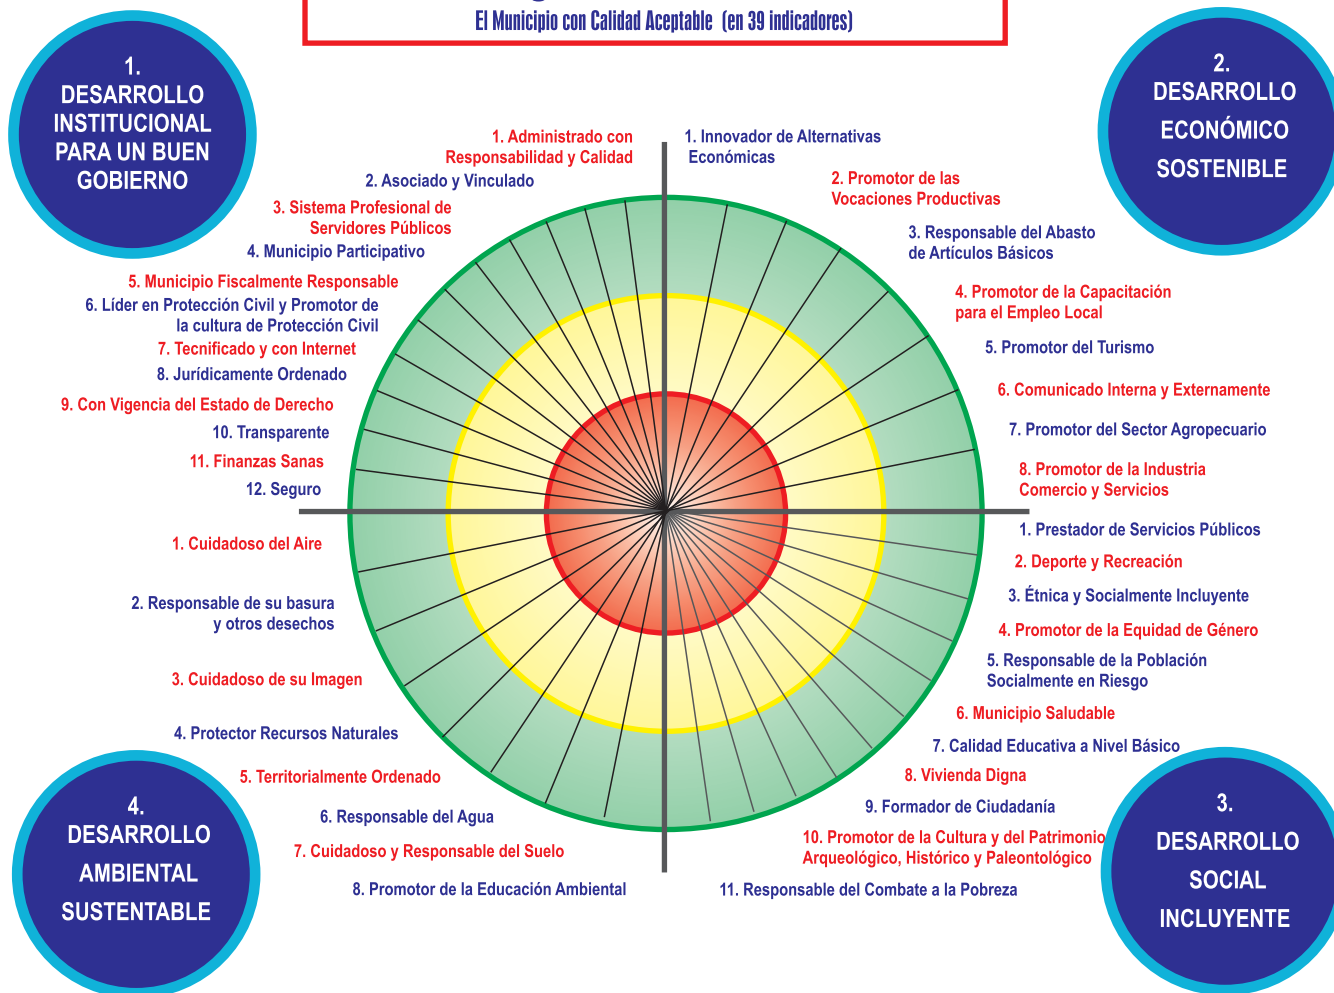 El Municipio con Calidad Aceptable (en 39 indicadores)
1.
DESARROLLO
INSTITUCIONAL
PARA UN BUEN
GOBIERNO
2.
DESARROLLO
ECONÓMICO
SOSTENIBLE
1. Administrado con
Responsabilidad y Calidad
2. Asociado y Vinculado
3. Sistema Profesional de
Servidores Públicos
4. Municipio Participativo
5. Municipio Fiscalmente Responsable
6. Líder en Protección Civil y Promotor de
la cultura de Protección Civil
7. Tecnificado y con Internet
8. Jurídicamente Ordenado
9. Con Vigencia del Estado de Derecho
10. Transparente
11. Finanzas Sanas
12. Seguro
1. Innovador de Alternativas
Económicas
2. Promotor de las
Vocaciones Productivas
3. Responsable del Abasto
de Artículos Básicos
4. Promotor de la Capacitación
para el Empleo Local
5. Promotor del Turismo
6. Comunicado Interna y Externamente
7. Promotor del Sector Agropecuario
8. Promotor de la Industria
Comercio y Servicios
1. Cuidadoso del Aire
2. Responsable de su basura
y otros desechos
3. Cuidadoso de su Imagen
4. Protector Recursos Naturales
5. Territorialmente Ordenado
6. Responsable del Agua
7. Cuidadoso y Responsable del Suelo
8. Promotor de la Educación Ambiental
1. Prestador de Servicios Públicos
2. Deporte y Recreación
3. Étnica y Socialmente Incluyente
4. Promotor de la Equidad de Género
5. Responsable de la Población
Socialmente en Riesgo
6. Municipio Saludable
7. Calidad Educativa a Nivel Básico
8. Vivienda Digna
9. Formador de Ciudadanía
10. Promotor de la Cultura y del Patrimonio
Arqueológico, Histórico y Paleontológico
11. Responsable del Combate a la Pobreza
4.
DESARROLLO
AMBIENTAL
SUSTENTABLE
3.
DESARROLLO
SOCIAL
INCLUYENTE